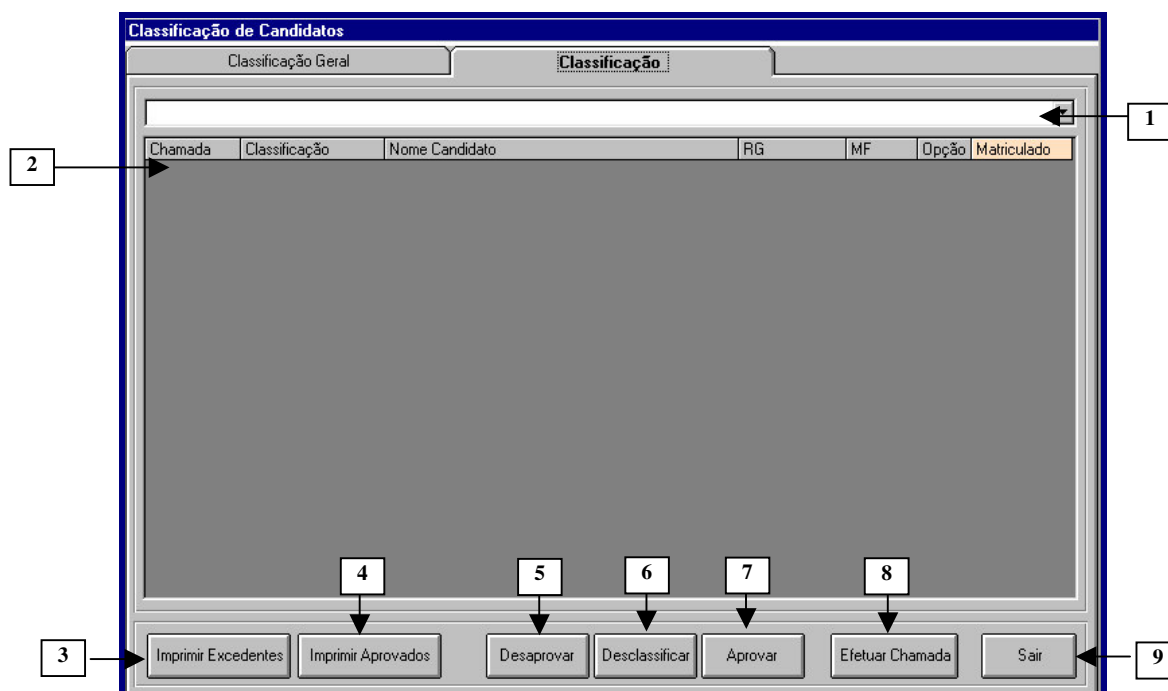 Classificação de Candidatos
Classificação Geral Classificação
1
Chamada Classificação Nome Candidato RG MF Opção Matriculado
2
4 5 6 7 8
3 Imprimir Excedentes Imprimir Aprovados Desaprovar Desclassificar Aprovar Efetuar Chamada Sair 9